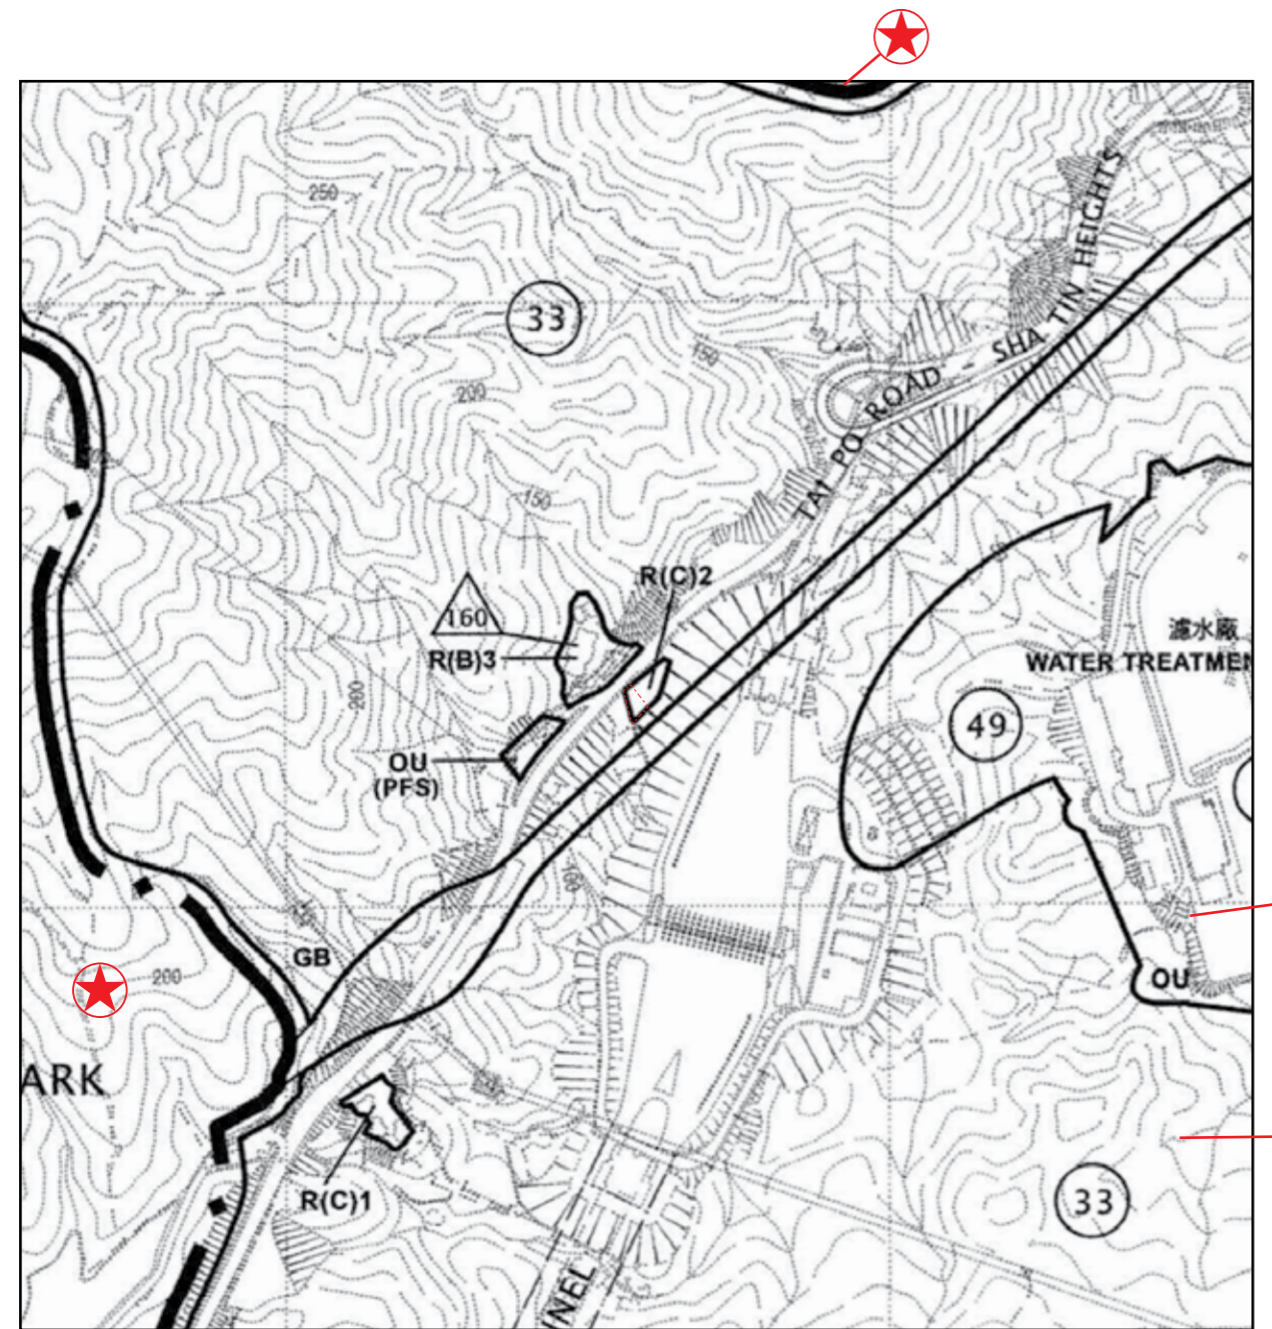 250
33
SHA TIN HEIGHTS
150
200
TAI PO ROAD
150
R(C)2
160
R(B)3
濾水廠
WATER TREATMEN
200
49
OU
(PFS)
100
GB
200
OU
ARK
R(C)1
33
NEL